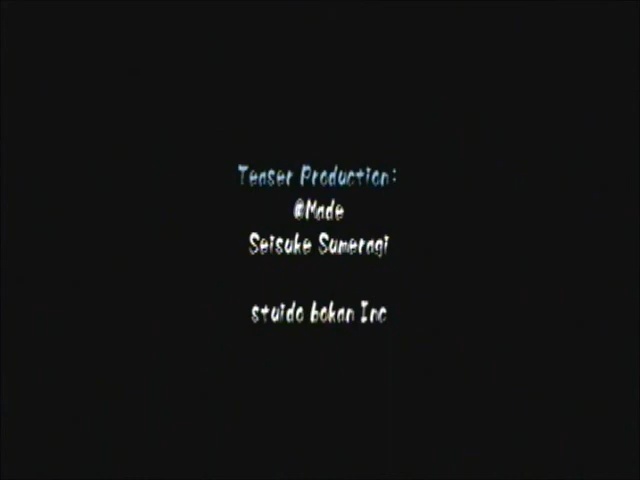 Teaser Production:
@Made
Seisuke Sumeragi
stuido bokan Inc